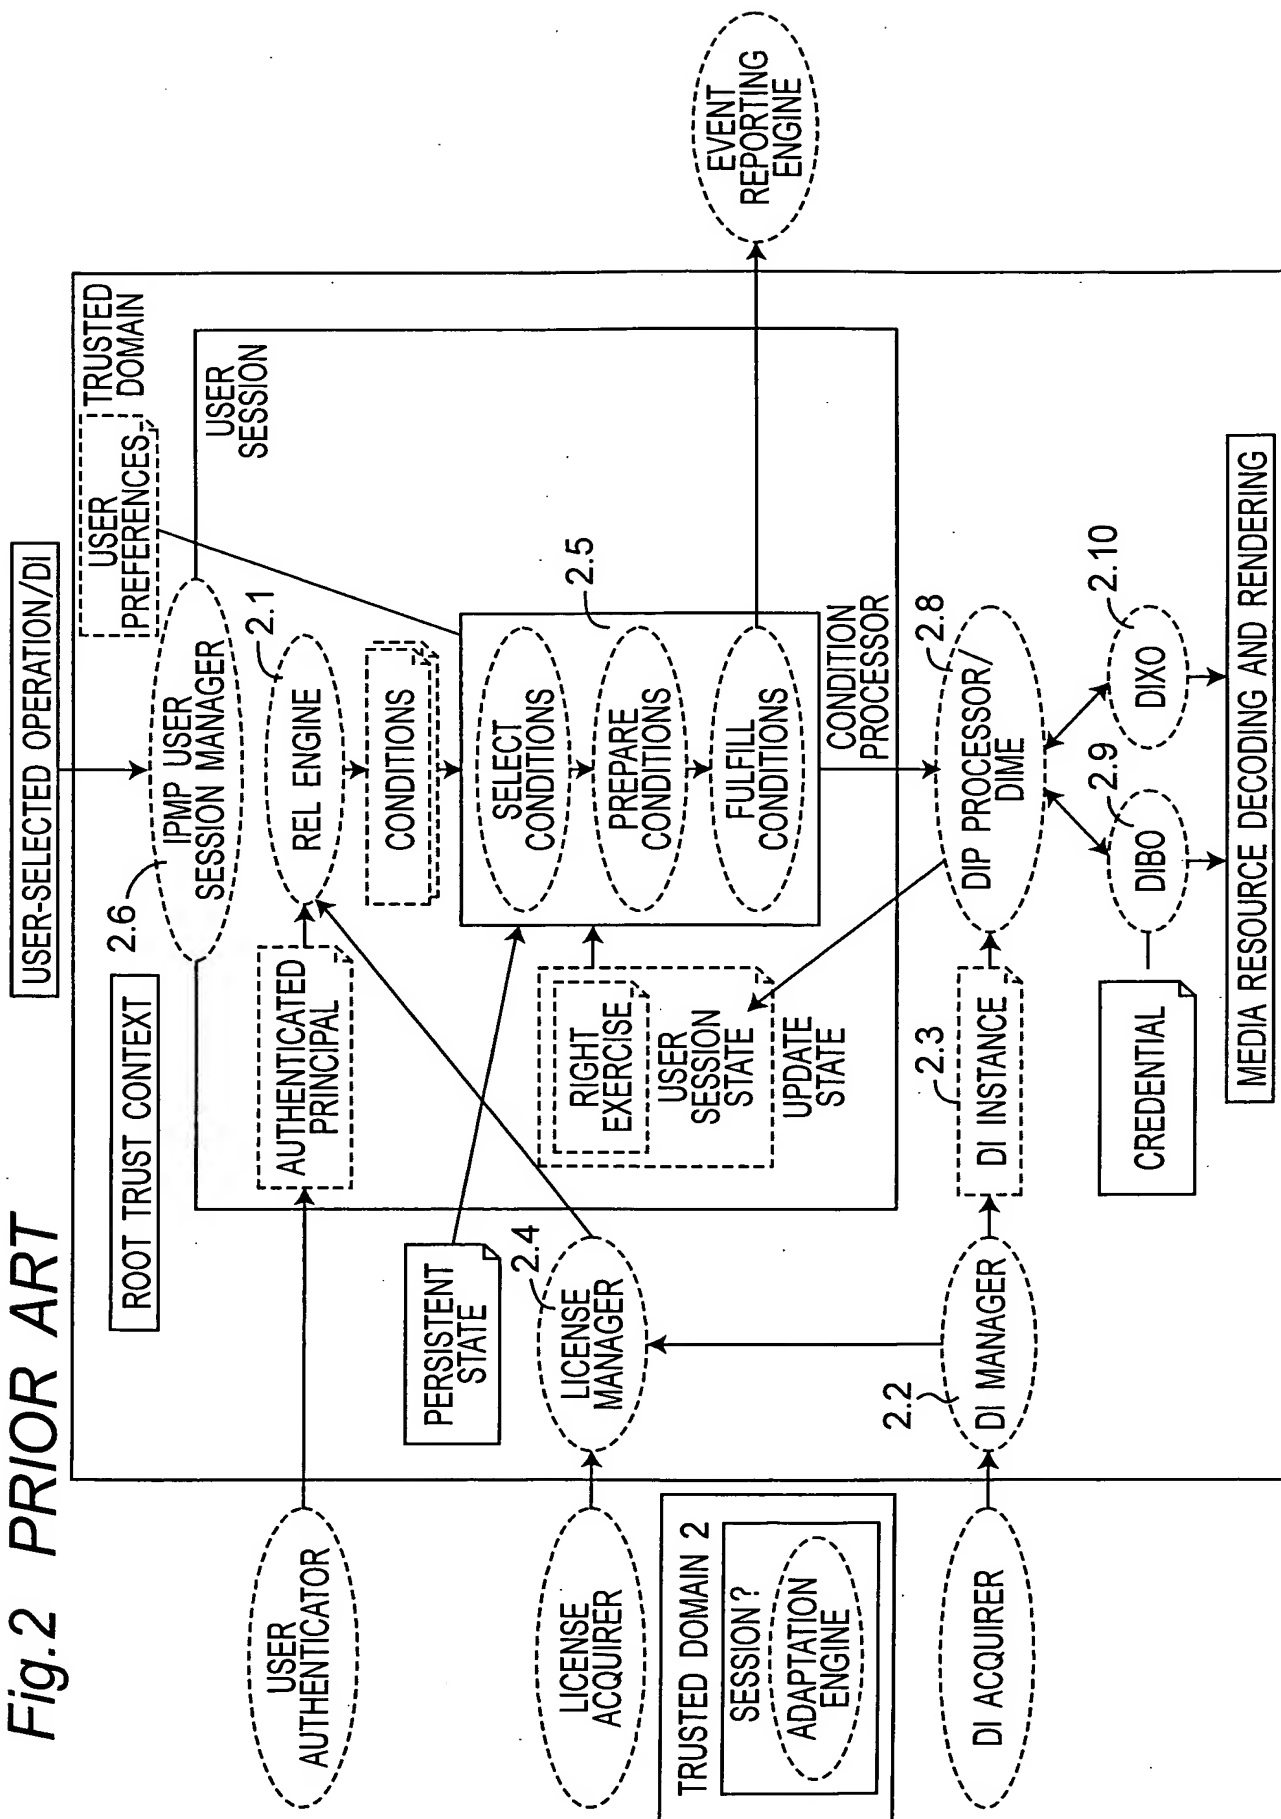 Fig.2 PRIOR ART
USER-SELECTED OPERATION/DI
ROOT TRUST CONTEXT
2.6
IPMP USER
SESSION MANAGER
USER
PREFERENCES
TRUSTED
DOMAIN
USER
SESSION
USER
AUTHENTICATOR
AUTHENTICATED
PRINCIPAL
REL ENGINE
2.1
CONDITIONS
PERSISTENT
STATE
SELECT
CONDITIONS
PREPARE
CONDITIONS
FULFILL
CONDITIONS
2.5
CONDITION
PROCESSOR
EVENT
REPORTING
ENGINE
RIGHT
EXERCISE
USER
SESSION
STATE
UPDATE
STATE
LICENSE
ACQUIRER
LICENSE
MANAGER
2.4
TRUSTED DOMAIN 2
SESSION?
ADAPTATION
ENGINE
DI ACQUIRER
DI MANAGER
2.2
DI INSTANCE
2.3
DIP PROCESSOR/
DIME
2.8
CREDENTIAL
DIBO
2.9
DIXO
2.10
MEDIA RESOURCE DECODING AND RENDERING